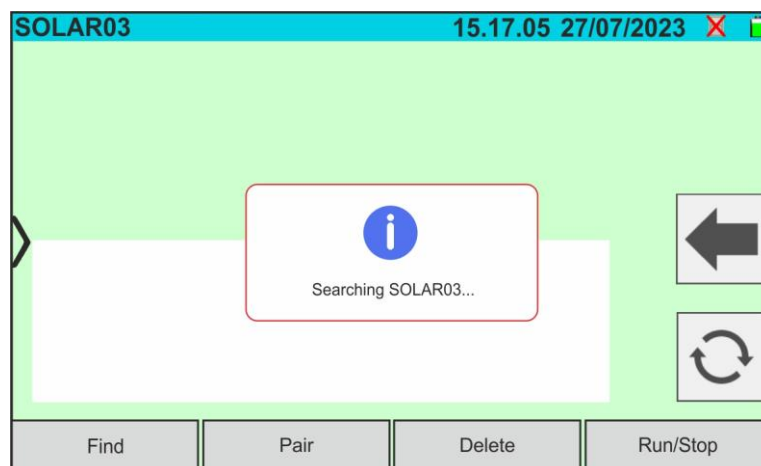 SOLAR03 15.17.05 27/07/2023
Searching SOLAR03...
Find Pair Delete Run/Stop